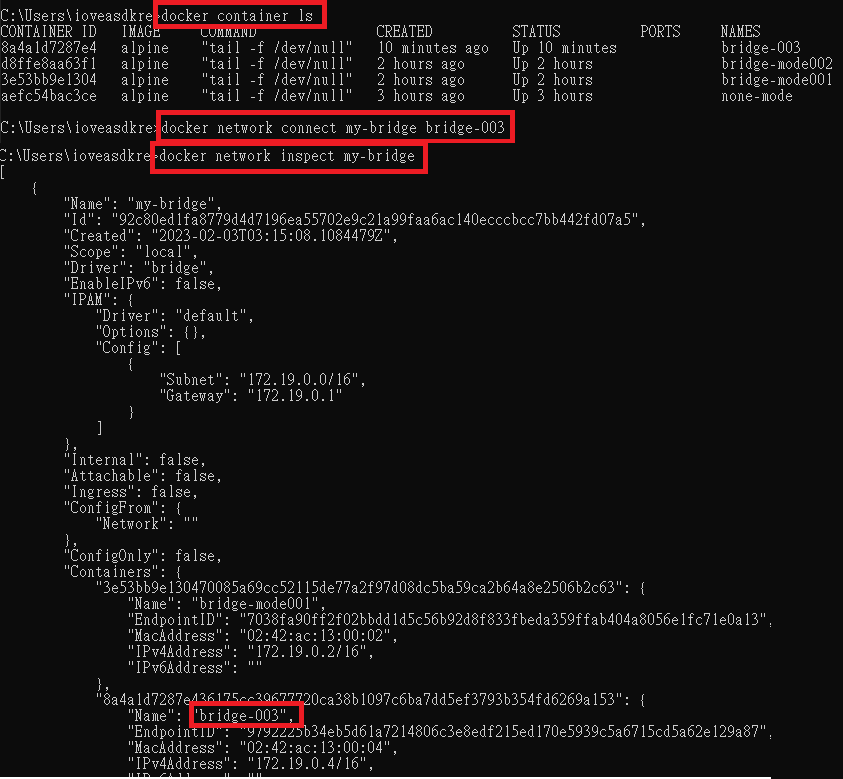 C:\Users\ioveasdkre>docker container ls
CONTAINER ID   IMAGE     COMMAND               CREATED          STATUS          PORTS     NAMES
8a4a1d7287e4   alpine    "tail -f /dev/null"   10 minutes ago   Up 10 minutes             bridge-003
d8ffe8aa63f1   alpine    "tail -f /dev/null"   2 hours ago      Up 2 hours                bridge-mode002
3e53bb9e1304   alpine    "tail -f /dev/null"   2 hours ago      Up 2 hours                bridge-mode001
aefc54bac3ce   alpine    "tail -f /dev/null"   3 hours ago      Up 3 hours                none-mode
C:\Users\ioveasdkre>docker network connect my-bridge bridge-003
C:\Users\ioveasdkre>docker network inspect my-bridge
[
    {
        "Name": "my-bridge",
        "Id": "92c80ed1fa8779d4d7196ea55702e9c21a99faa6ac140ecccbcc7bb442fd07a5",
        "Created": "2023-02-03T03:15:08.1084479Z",
        "Scope": "local",
        "Driver": "bridge",
        "EnableIPv6": false,
        "IPAM": {
            "Driver": "default",
            "Options": {},
            "Config": [
                {
                    "Subnet": "172.19.0.0/16",
                    "Gateway": "172.19.0.1"
                }
            ]
        },
        "Internal": false,
        "Attachable": false,
        "Ingress": false,
        "ConfigFrom": {
            "Network": ""
        },
        "ConfigOnly": false,
        "Containers": {
            "3e53bb9e130470085a69cc52115de77a2f97d08dc5ba59ca2b64a8e2506b2c63": {
                "Name": "bridge-mode001",
                "EndpointID": "7038fa90ff2f02bbdd1d5c56b92d8f833fbeda359ffab404a8056e1fc71e0a13",
                "MacAddress": "02:42:ac:13:00:02",
                "IPv4Address": "172.19.0.2/16",
                "IPv6Address": ""
            },
            "8a4a1d7287e436175cc39677720ca38b1097c6ba7dd5ef3793b354fd6269a153": {
                "Name": "bridge-003",
                "EndpointID": "9792225b34eb5d61a7214806c3e8edf215ed170e5939c5a6715cd5a62e129a87",
                "MacAddress": "02:42:ac:13:00:04",
                "IPv4Address": "172.19.0.4/16",
                "IPv6Address": ""